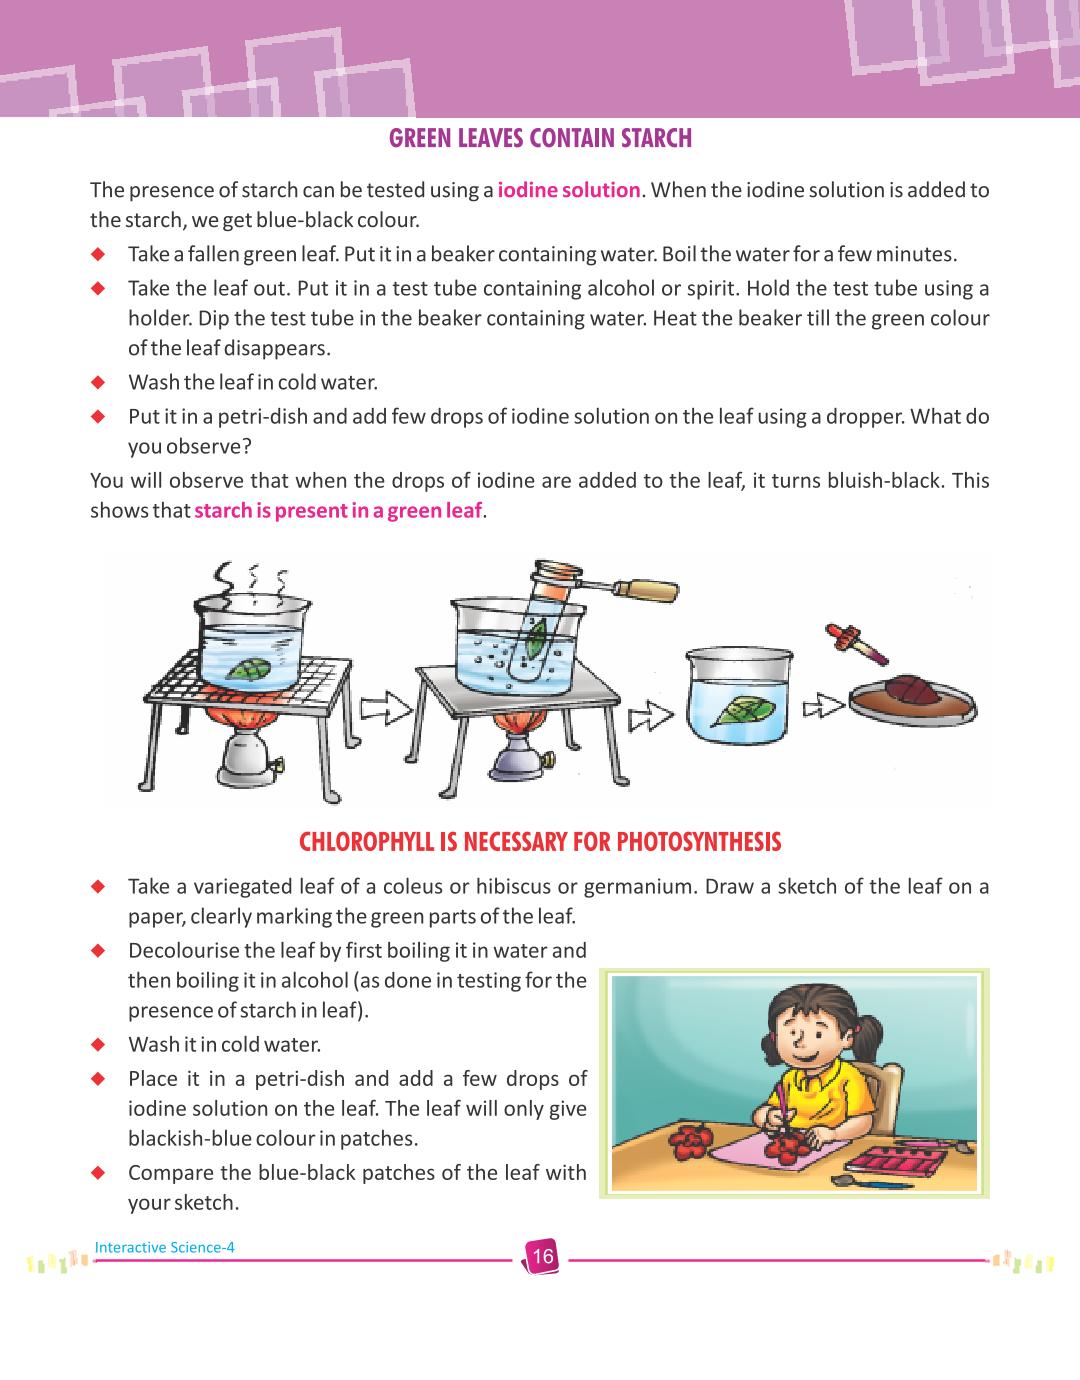 GREEN LEAVES CONTAIN STARCH
The presence of starch can be tested using a iodine solution. When the iodine solution is added to
the starch, we get blue-black colour.
◆ Take a fallen green leaf. Put it in a beaker containing water. Boil the water for a few minutes.
◆ Take the leaf out. Put it in a test tube containing alcohol or spirit. Hold the test tube using a
holder. Dip the test tube in the beaker containing water. Heat the beaker till the green colour
of the leaf disappears.
◆ Wash the leaf in cold water.
◆ Put it in a petri-dish and add few drops of iodine solution on the leaf using a dropper. What do
you observe?
You will observe that when the drops of iodine are added to the leaf, it turns bluish-black. This
shows that starch is present in a green leaf.
CHLOROPHYLL IS NECESSARY FOR PHOTOSYNTHESIS
◆ Take a variegated leaf of a coleus or hibiscus or germanium. Draw a sketch of the leaf on a
paper, clearly marking the green parts of the leaf.
◆ Decolourise the leaf by first boiling it in water and
then boiling it in alcohol (as done in testing for the
presence of starch in leaf).
◆ Wash it in cold water.
◆ Place it in a petri-dish and add a few drops of
iodine solution on the leaf. The leaf will only give
blackish-blue colour in patches.
◆ Compare the blue-black patches of the leaf with
your sketch.
Interactive Science-4
16